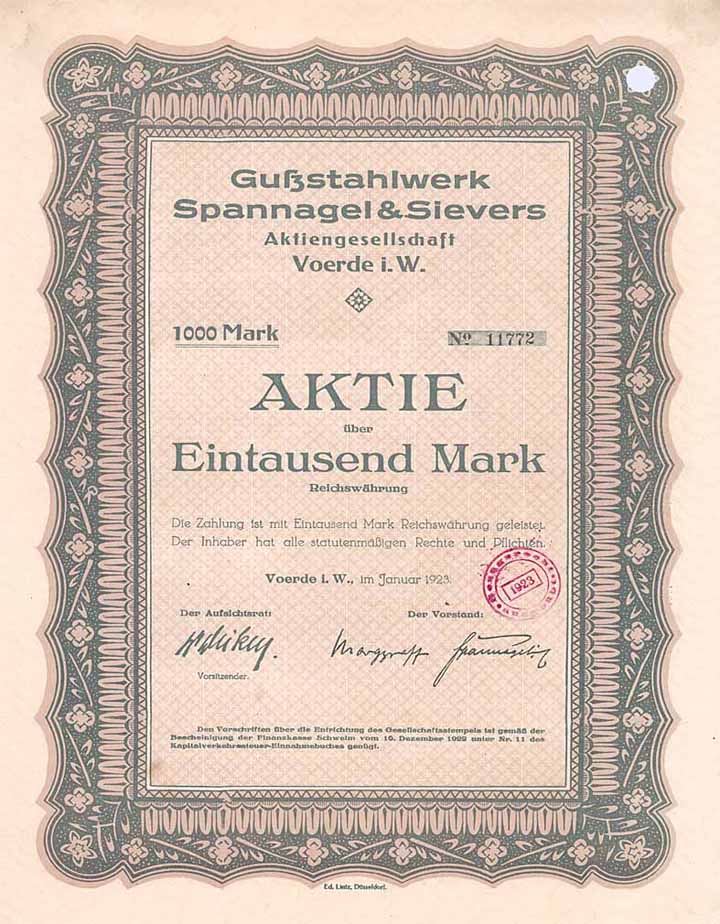 Gußstahlwerk
Spannagel & Sievers
Aktiengesellschaft
Voerde i. W.
1000 Mark
No 11772
AKTIE
über
Eintausend Mark
Reichswährung
Die Zahlung ist mit Eintausend Mark Reichswährung geleistet.
Der Inhaber hat alle statutenmäßigen Rechte und Pflichten.
Voerde i. W., im Januar 1923.
1923
Der Aufsichtsrat:
Der Vorstand:
Marggraff Spannagel
Vorsitzender.
Den Vorschriften über die Entrichtung des Gesellschaftsstempels ist gemäß der
Bescheinigung der Finanzkasse Schwelm vom 16. Dezember 1922 unter Nr. 11 des
Kapitalverkehrssteuer-Einnahmebuches genügt.
Ed. Lintz, Düsseldorf.